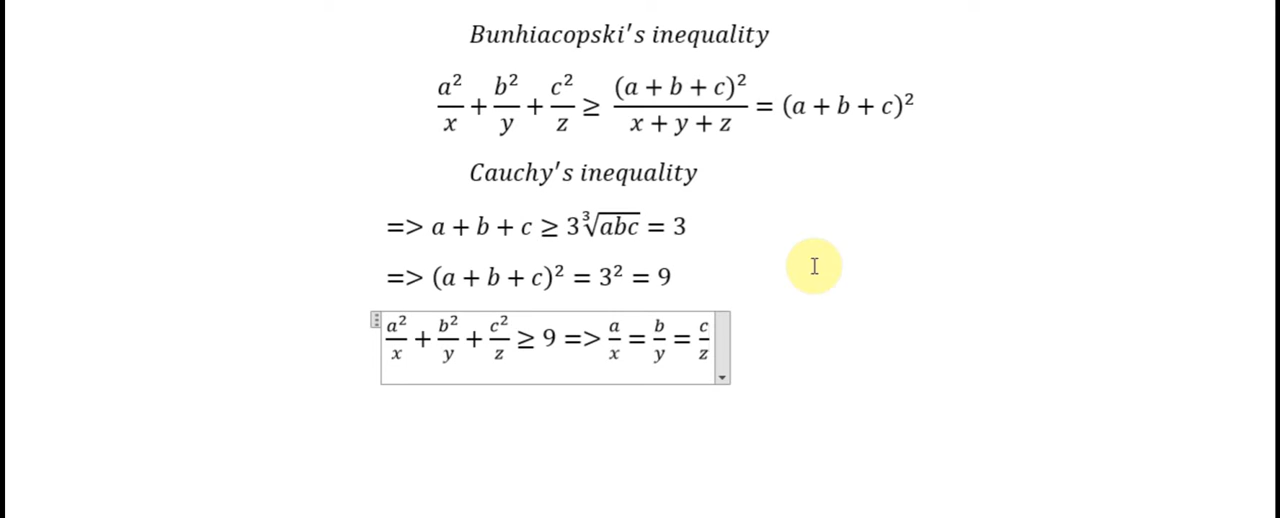 Bunhiacopski's inequality
a²/x + b²/y + c²/z ≥ (a + b + c)²/(x + y + z) = (a + b + c)²
Cauchy's inequality
=> a + b + c ≥ 3∛abc = 3
=> (a + b + c)² = 3² = 9
a²/x + b²/y + c²/z ≥ 9 => a/x = b/y = c/z